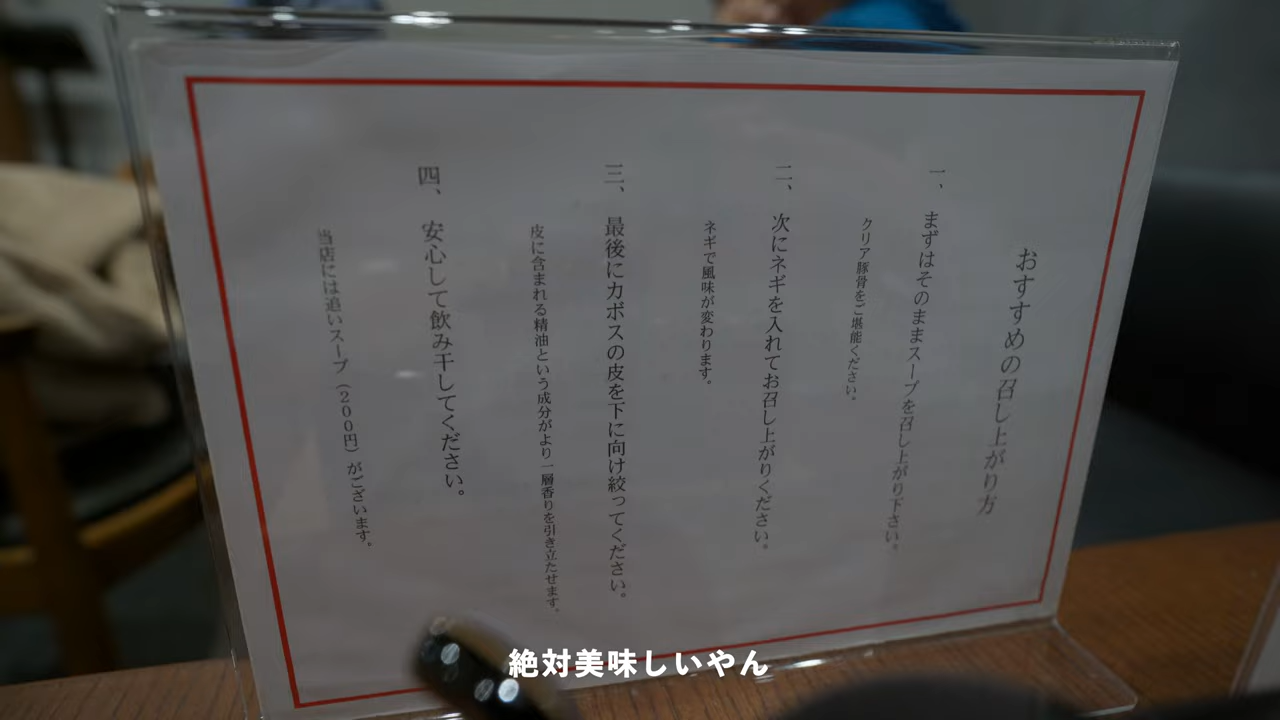 おすすめの召し上がり方
一、まずはそのままスープを召し上がり下さい。
クリア豚骨をご堪能ください。
二、次にネギを入れてお召し上がりください。
ネギで風味が変わります。
三、最後にカボスの皮を下に向け絞ってください。
皮に含まれる精油という成分がより一層香りを引き立たせます。
四、安心して飲み干してください。
当店には追いスープ（200円）がございます。
絶対美味しいやん